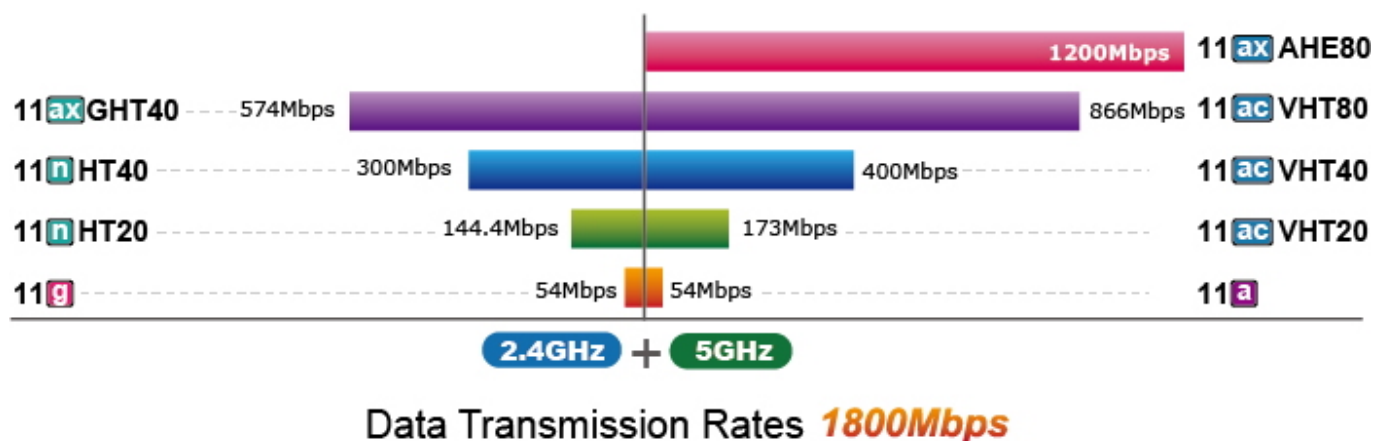 1200Mbps 11ax AHE80
11ax GHT40 574Mbps 866Mbps 11ac VHT80
11n HT40 300Mbps 400Mbps 11ac VHT40
11n HT20 144.4Mbps 173Mbps 11ac VHT20
11g 54Mbps 54Mbps 11a
2.4GHz + 5GHz
Data Transmission Rates 1800Mbps